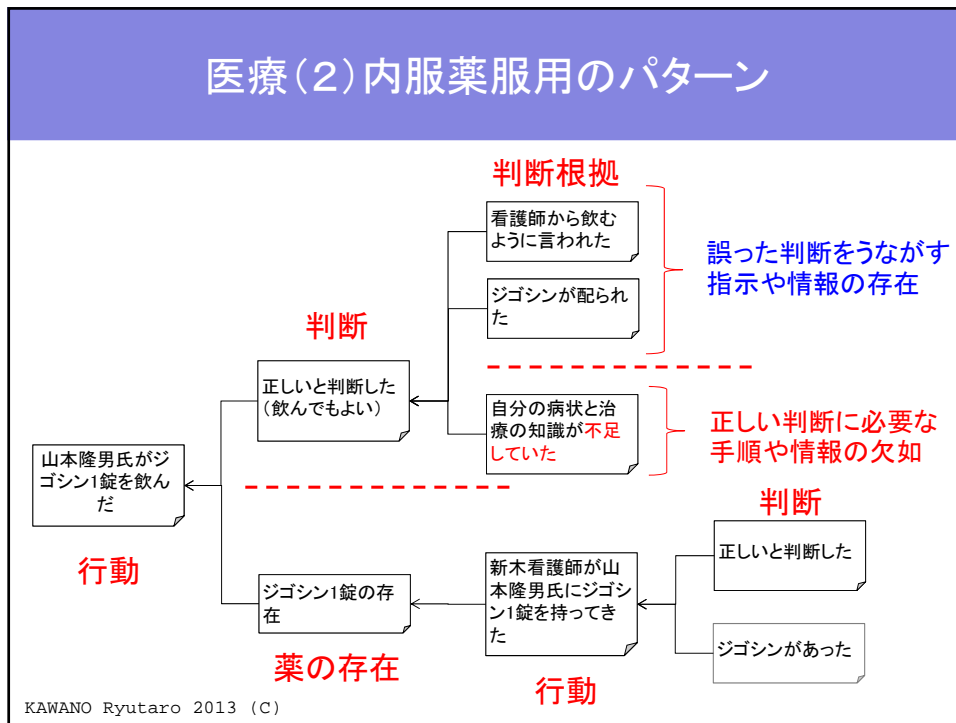 医療(2)内服薬服用のパターン
判断根拠
看護師から飲む
ように言われた
誤った判断をうながす
指示や情報の存在
ジゴシンが配られ
た
判断
正しいと判断した
(飲んでもよい)
自分の病状と治
療の知識が不足
していた
正しい判断に必要な
手順や情報の欠如
山本隆男氏がジ
ゴシン1錠を飲ん
だ
行動
判断
正しいと判断した
新木看護師が山
本隆男氏にジゴシ
ン1錠を持ってき
た
ジゴシン1錠の存
在
ジゴシンがあった
薬の存在
行動
KAWANO Ryutaro 2013 (C)